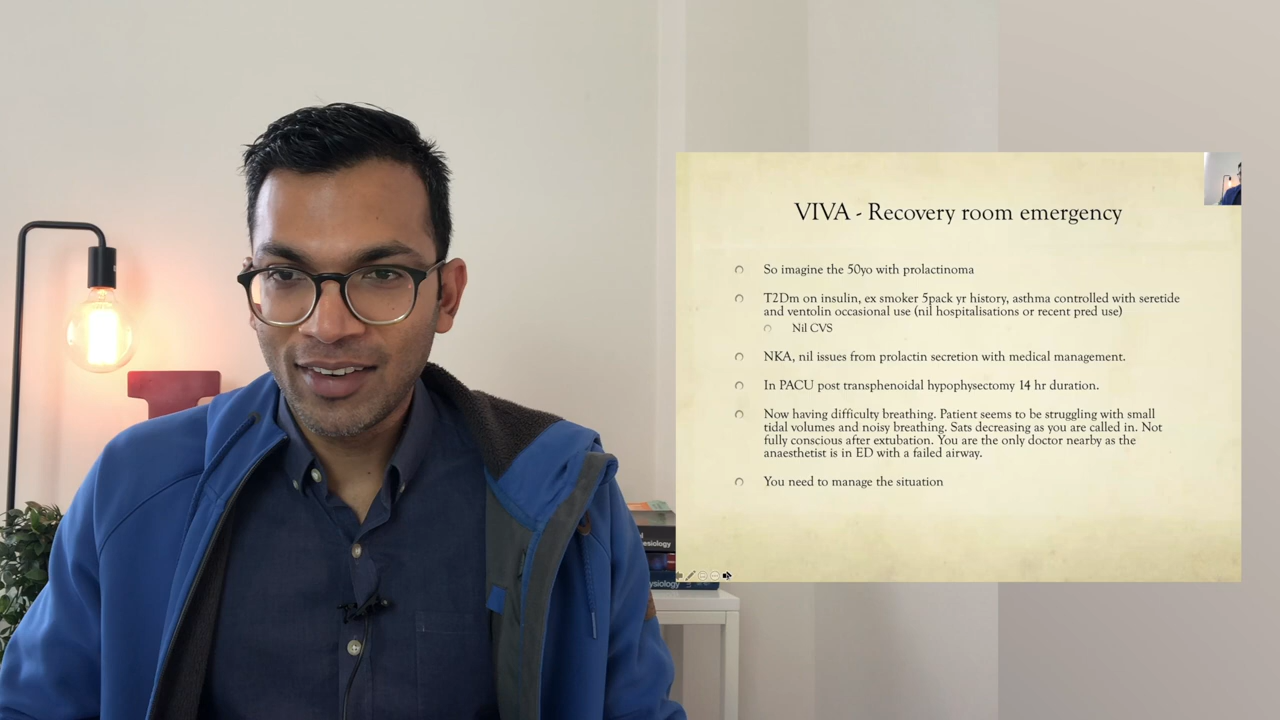 VIVA - Recovery room emergency
So imagine the 50yo with prolactinoma
T2Dm on insulin, ex smoker 5pack yr history, asthma controlled with seretide
and ventolin occasional use (nil hospitalisations or recent pred use)
Nil CVS
NKA, nil issues from prolactin secretion with medical management.
In PACU post transphenoidal hypophysectomy 14 hr duration.
Now having difficulty breathing. Patient seems to be struggling with small
tidal volumes and noisy breathing. Sats decreasing as you are called in. Not
fully conscious after extubation. You are the only doctor nearby as the
anaesthetist is in ED with a failed airway.
You need to manage the situation